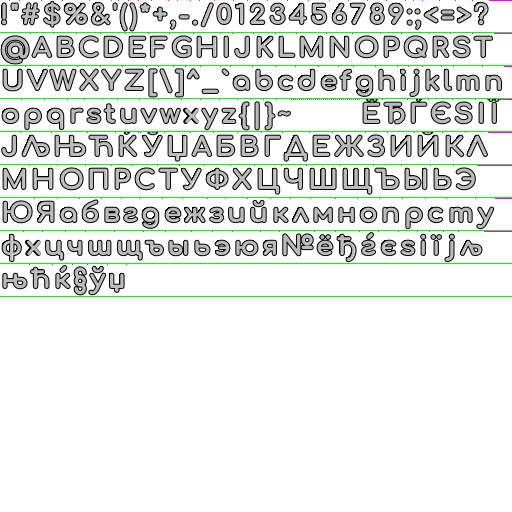 !"#$%&'()*+,-./0123456789:;<=>?
@ABCDEFGHIJKLMNOPQRST
UVWXYZ[\]^_`abcdefghijklmn
opqrstuvwxyz{|}~ ЁЂЃЄЅІЇ
ЈЉЊЋЌЎЏАБВГДЕЖЗИЙКЛ
МНОПРСТУФХЦЧШЩЪЫЬЭ
ЮЯабвгдежзийклмнопрсту
фхцчшщъыьэюя№ёђѓєѕіїјљ
њћќ§ўџ